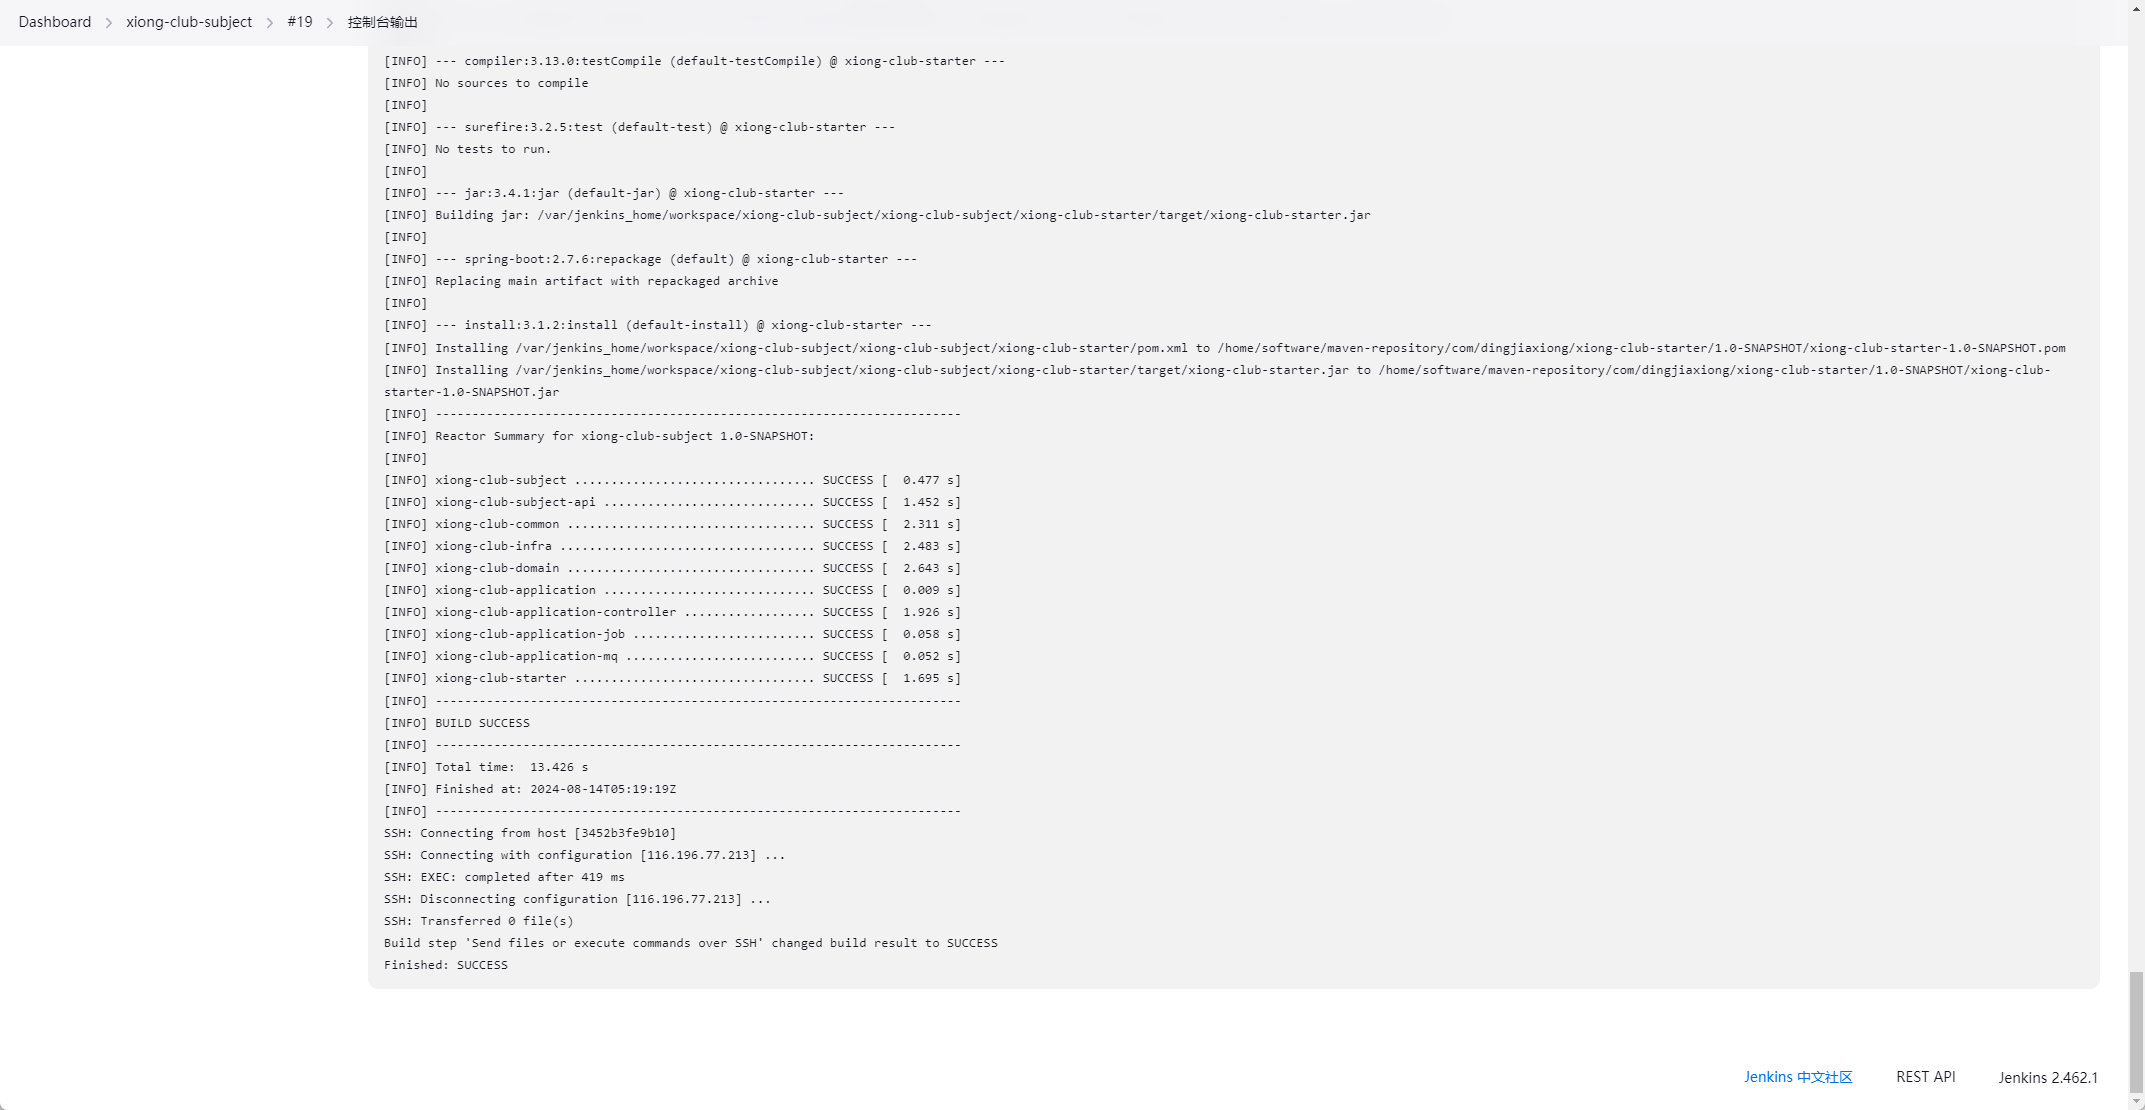 Dashboard > xiong-club-subject > #19 > 控制台输出
[INFO] --- compiler:3.13.0:testCompile (default-testCompile) @ xiong-club-starter ---
[INFO] No sources to compile
[INFO]
[INFO] --- surefire:3.2.5:test (default-test) @ xiong-club-starter ---
[INFO] No tests to run.
[INFO]
[INFO] --- jar:3.4.1:jar (default-jar) @ xiong-club-starter ---
[INFO] Building jar: /var/jenkins_home/workspace/xiong-club-subject/xiong-club-subject/xiong-club-starter/target/xiong-club-starter.jar
[INFO]
[INFO] --- spring-boot:2.7.6:repackage (default) @ xiong-club-starter ---
[INFO] Replacing main artifact with repackaged archive
[INFO]
[INFO] --- install:3.1.2:install (default-install) @ xiong-club-starter ---
[INFO] Installing /var/jenkins_home/workspace/xiong-club-subject/xiong-club-subject/xiong-club-starter/pom.xml to /home/software/maven-repository/com/dingjiaxiong/xiong-club-starter/1.0-SNAPSHOT/xiong-club-starter-1.0-SNAPSHOT.pom
[INFO] Installing /var/jenkins_home/workspace/xiong-club-subject/xiong-club-subject/xiong-club-starter/target/xiong-club-starter.jar to /home/software/maven-repository/com/dingjiaxiong/xiong-club-starter/1.0-SNAPSHOT/xiong-club-
starter-1.0-SNAPSHOT.jar
[INFO] ------------------------------------------------------------------------
[INFO] Reactor Summary for xiong-club-subject 1.0-SNAPSHOT:
[INFO]
[INFO] xiong-club-subject ................................. SUCCESS [  0.477 s]
[INFO] xiong-club-subject-api ............................. SUCCESS [  1.452 s]
[INFO] xiong-club-common .................................. SUCCESS [  2.311 s]
[INFO] xiong-club-infra ................................... SUCCESS [  2.483 s]
[INFO] xiong-club-domain .................................. SUCCESS [  2.643 s]
[INFO] xiong-club-application ............................. SUCCESS [  0.009 s]
[INFO] xiong-club-application-controller .................. SUCCESS [  1.926 s]
[INFO] xiong-club-application-job ......................... SUCCESS [  0.058 s]
[INFO] xiong-club-application-mq .......................... SUCCESS [  0.052 s]
[INFO] xiong-club-starter ................................. SUCCESS [  1.695 s]
[INFO] ------------------------------------------------------------------------
[INFO] BUILD SUCCESS
[INFO] ------------------------------------------------------------------------
[INFO] Total time:  13.426 s
[INFO] Finished at: 2024-08-14T05:19:19Z
[INFO] ------------------------------------------------------------------------
SSH: Connecting from host [3452b3fe9b10]
SSH: Connecting with configuration [116.196.77.213] ...
SSH: EXEC: completed after 419 ms
SSH: Disconnecting configuration [116.196.77.213] ...
SSH: Transferred 0 file(s)
Build step 'Send files or execute commands over SSH' changed build result to SUCCESS
Finished: SUCCESS
Jenkins 中文社区 REST API Jenkins 2.462.1